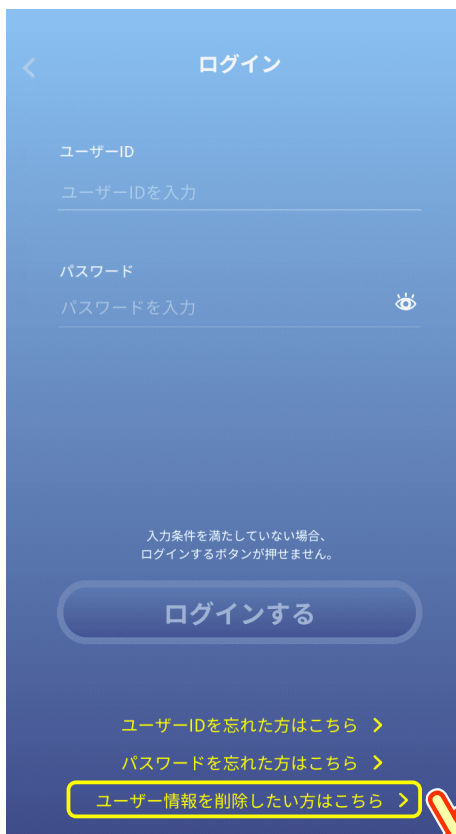 ログイン
ユーザーID
ユーザーIDを入力
パスワード
パスワードを入力
入力条件を満たしていない場合、
ログインするボタンが押せません。
ログインする
ユーザーIDを忘れた方はこちら
パスワードを忘れた方はこちら
ユーザー情報を削除したい方はこちら